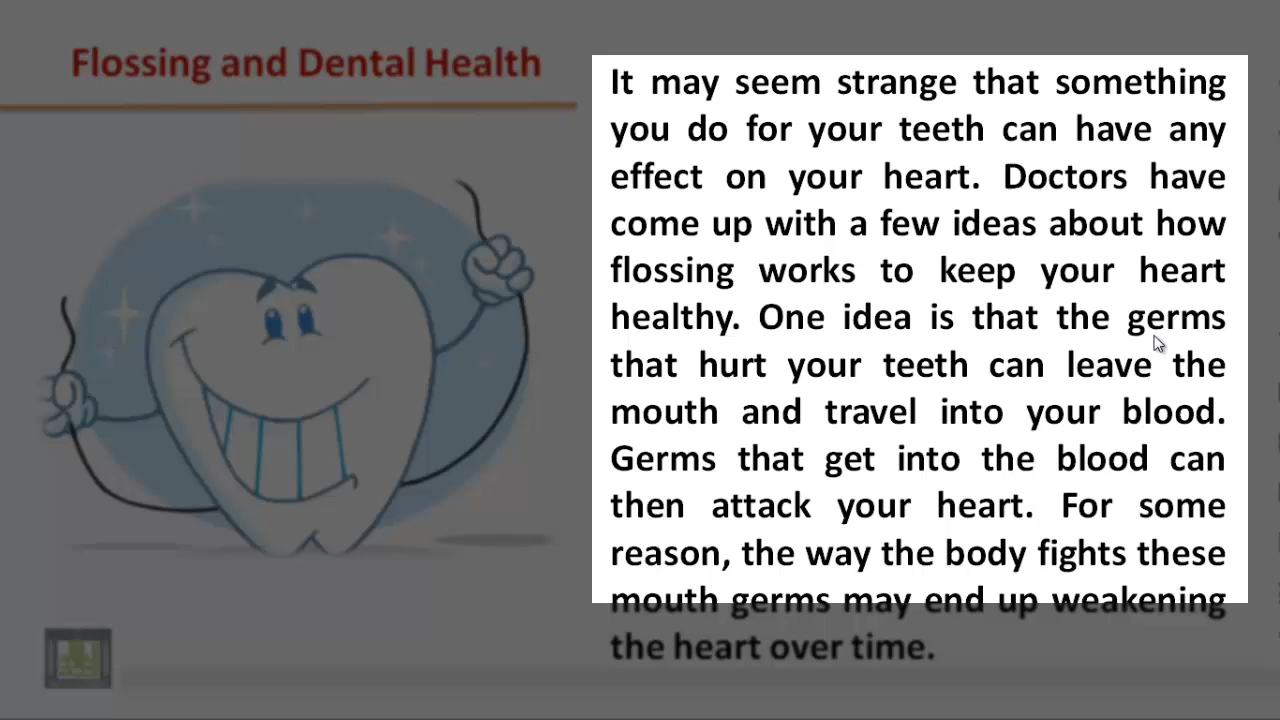 Flossing and Dental Health
It may seem strange that something
you do for your teeth can have any
effect on your heart. Doctors have
come up with a few ideas about how
flossing works to keep your heart
healthy. One idea is that the germs
that hurt your teeth can leave the
mouth and travel into your blood.
Germs that get into the blood can
then attack your heart. For some
reason, the way the body fights these
mouth germs may end up weakening
the heart over time.